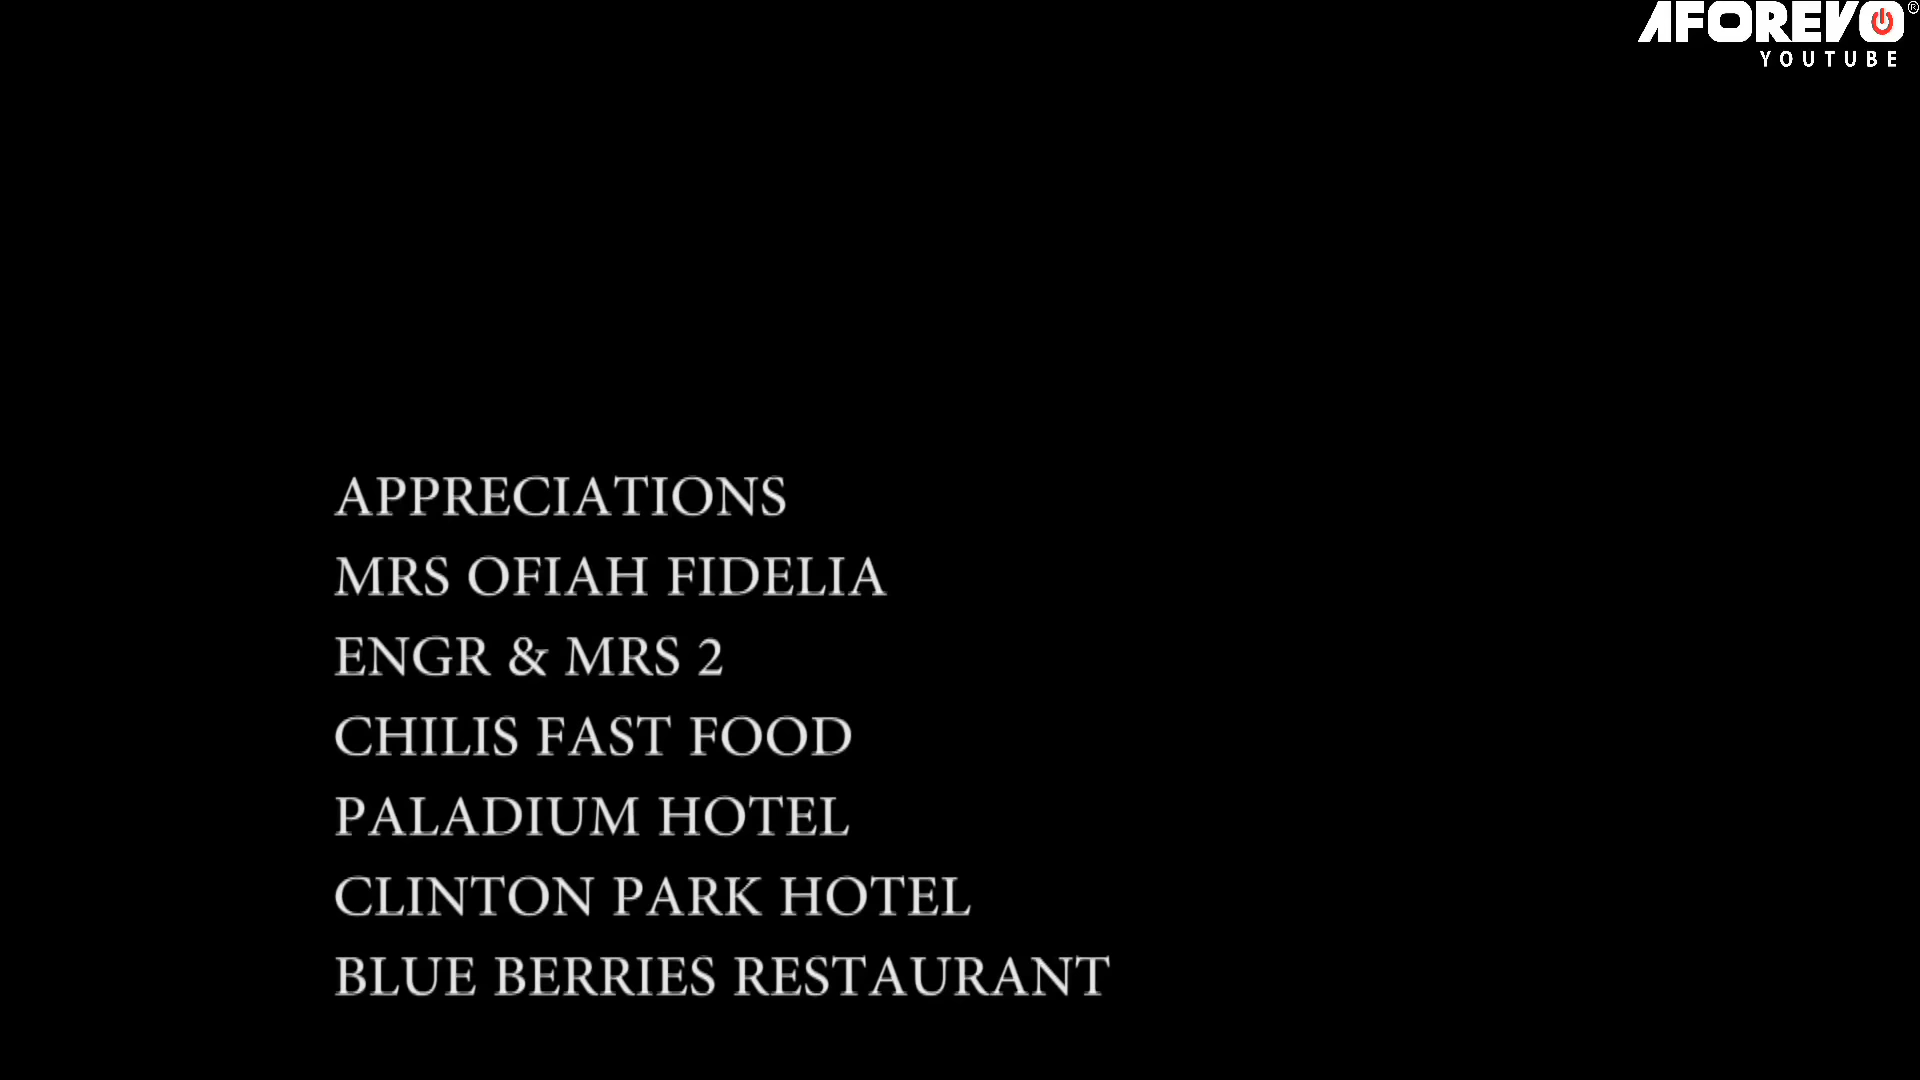 AFOREVO®
YOUTUBE
APPRECIATIONS
MRS OFIAH FIDELIA
ENGR & MRS 2
CHILIS FAST FOOD
PALADIUM HOTEL
CLINTON PARK HOTEL
BLUE BERRIES RESTAURANT